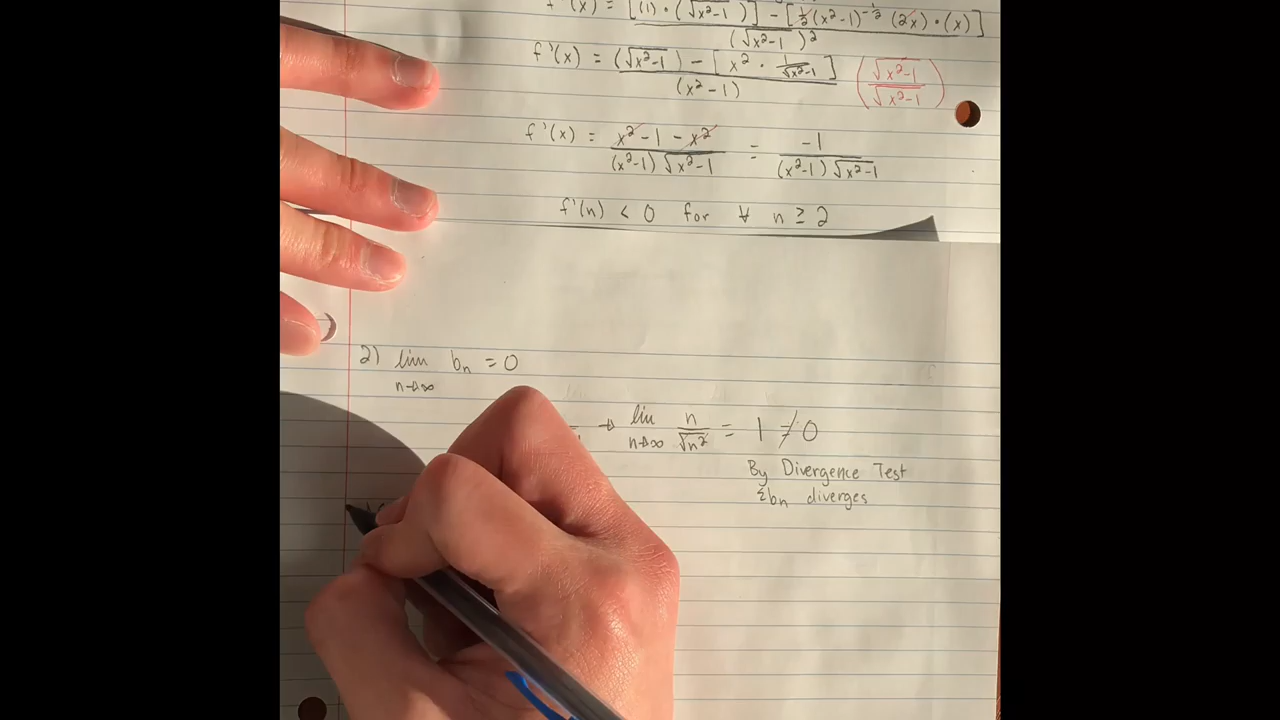 f'(x) = [(1)·(√x²-1)] - [½(x²-1)^-½ (2x)·(x)] / (√x²-1)²
f'(x) = (√x²-1) - [x² · 1/√x²-1] / (x²-1) (√x²-1 / √x²-1)
f'(x) = x²-1-x² / (x²-1)√x²-1 = -1 / (x²-1)√x²-1
f'(n) < 0 for ∀ n ≥ 2
2) lim n→∞ bn = 0
→ lim n→∞ n/√n² = 1 ≠ 0
By Divergence Test
Σbn diverges